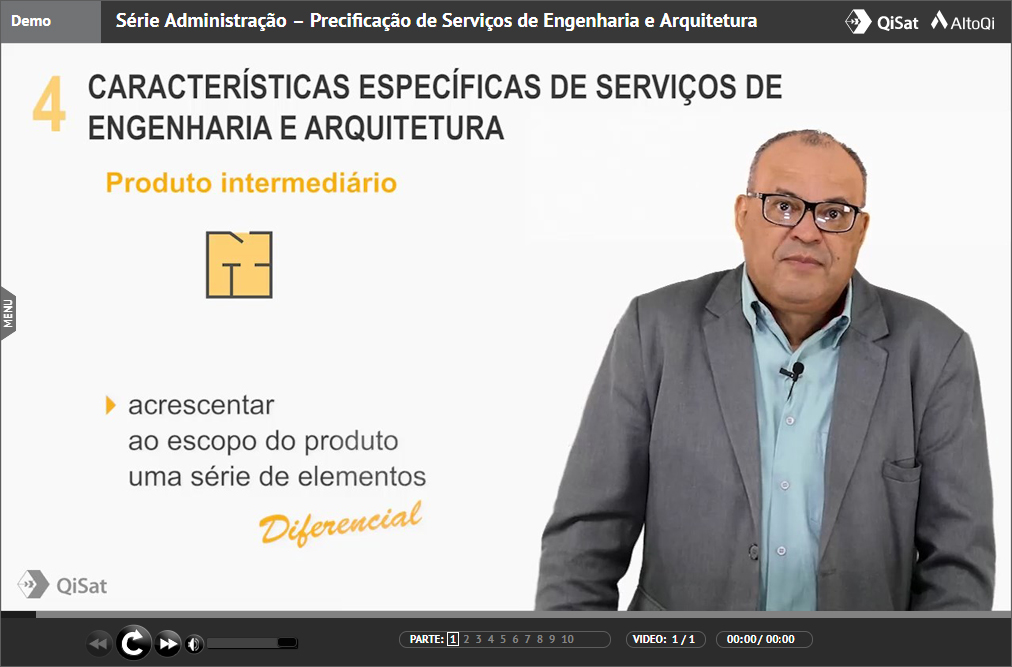 Demo
Série Administração – Precificação de Serviços de Engenharia e Arquitetura
QiSat
AltoQi
4
CARACTERÍSTICAS ESPECÍFICAS DE SERVIÇOS DE
ENGENHARIA E ARQUITETURA
Produto intermediário
MENU
acrescentar
ao escopo do produto
uma série de elementos
Diferencial
QiSat
PARTE: 1 2 3 4 5 6 7 8 9 10
VIDEO: 1 / 1
00:00/ 00:00